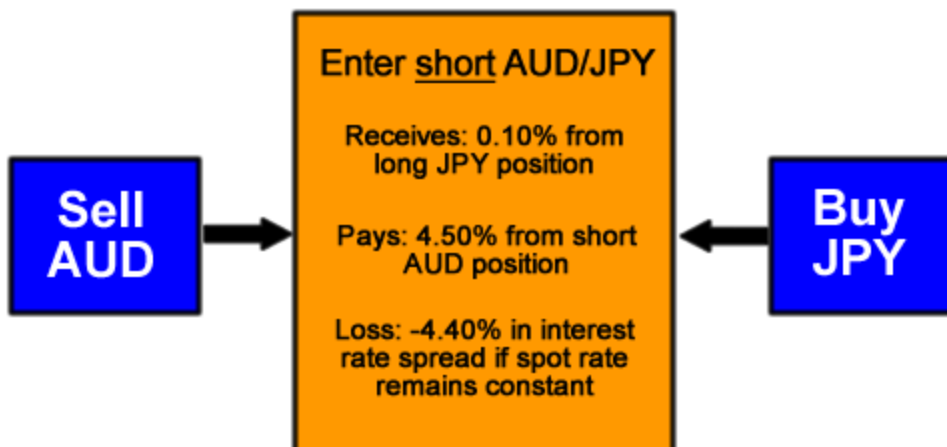 Enter short AUD/JPY
Receives: 0.10% from
long JPY position
Pays: 4.50% from short
AUD position
Loss: -4.40% in interest
rate spread if spot rate
remains constant
Sell
AUD
Buy
JPY